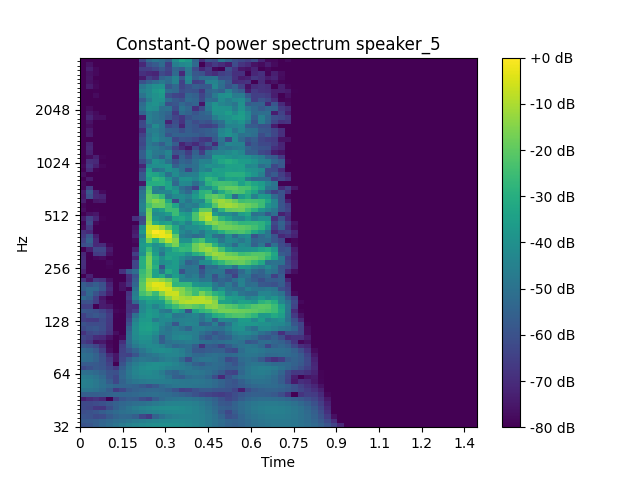 Constant-Q power spectrum speaker_5
Hz
2048
1024
512
256
128
64
32
0 0.15 0.3 0.45 0.6 0.75 0.9 1.1 1.2 1.4
Time
+0 dB
-10 dB
-20 dB
-30 dB
-40 dB
-50 dB
-60 dB
-70 dB
-80 dB